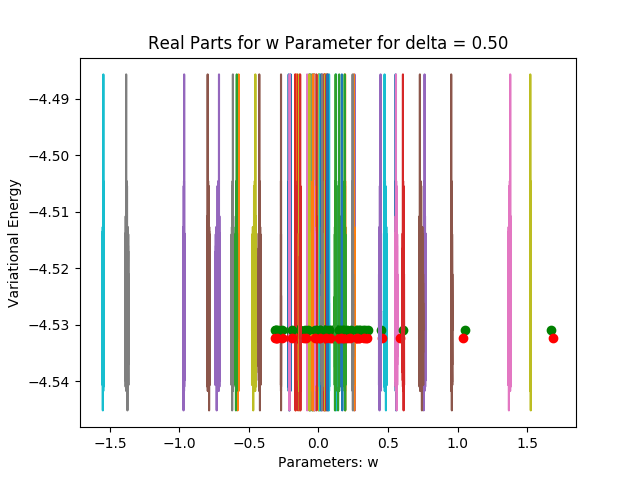 Real Parts for w Parameter for delta = 0.50
Variational Energy
−4.49
−4.50
−4.51
−4.52
−4.53
−4.54
−1.5 −1.0 −0.5 0.0 0.5 1.0 1.5
Parameters: w